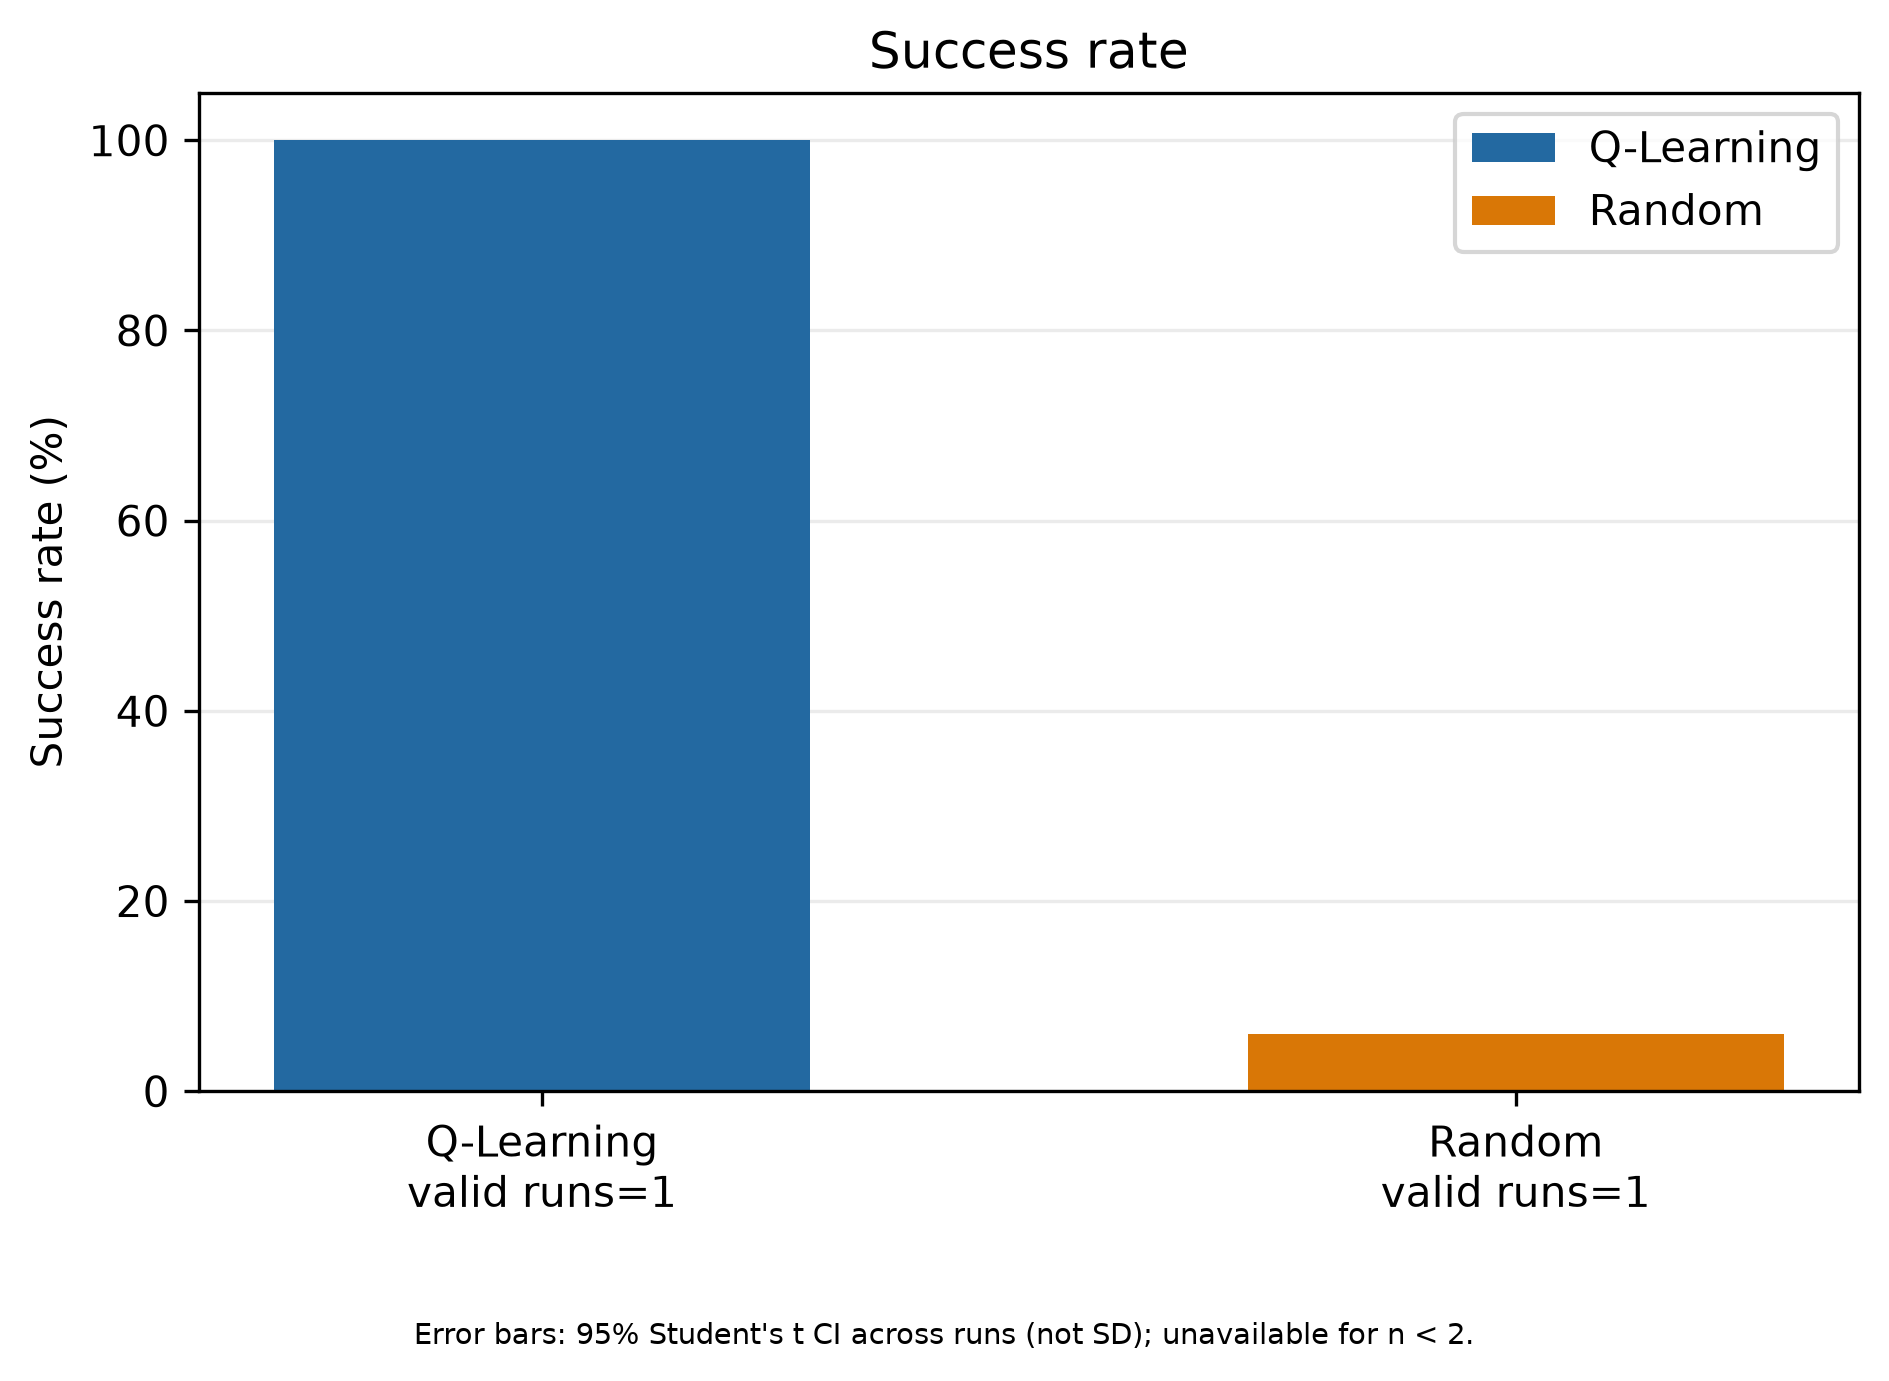 Success rate
Success rate (%)
100
80
60
40
20
0
Q-Learning
Random
Q-Learning
valid runs=1
Random
valid runs=1
Error bars: 95% Student's t CI across runs (not SD); unavailable for n < 2.